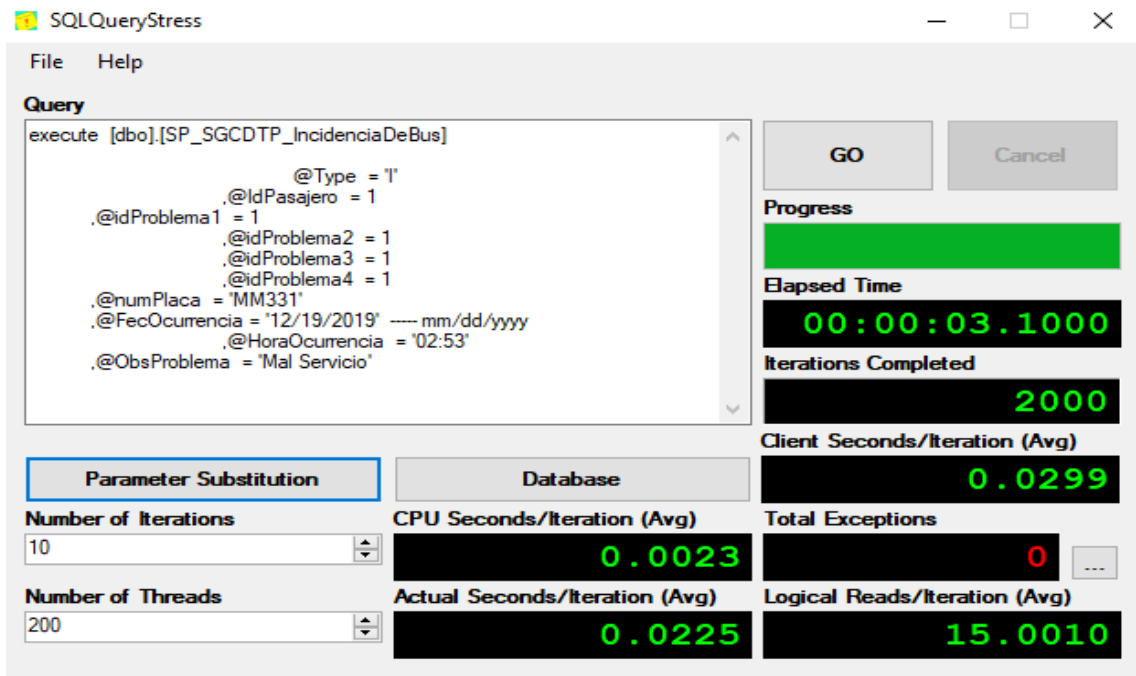 SQLQueryStress
File Help
Query
execute [dbo].[SP_SGCDTP_IncidenciaDeBus]
@Type = 'I'
,@IdPasajero = 1
,@idProblema1 = 1
,@idProblema2 = 1
,@idProblema3 = 1
,@idProblema4 = 1
,@numPlaca = 'MM331'
,@FecOcurrencia = '12/19/2019' ----- mm/dd/yyyy
,@HoraOcurrencia = '02:53'
,@ObsProblema = 'Mal Servicio'
GO Cancel
Progress
Elapsed Time
00:00:03.1000
Iterations Completed
2000
Client Seconds/Iteration (Avg)
0.0299
Parameter Substitution Database
Number of Iterations CPU Seconds/Iteration (Avg) Total Exceptions
10 0.0023 0 ...
Number of Threads Actual Seconds/Iteration (Avg) Logical Reads/Iteration (Avg)
200 0.0225 15.0010